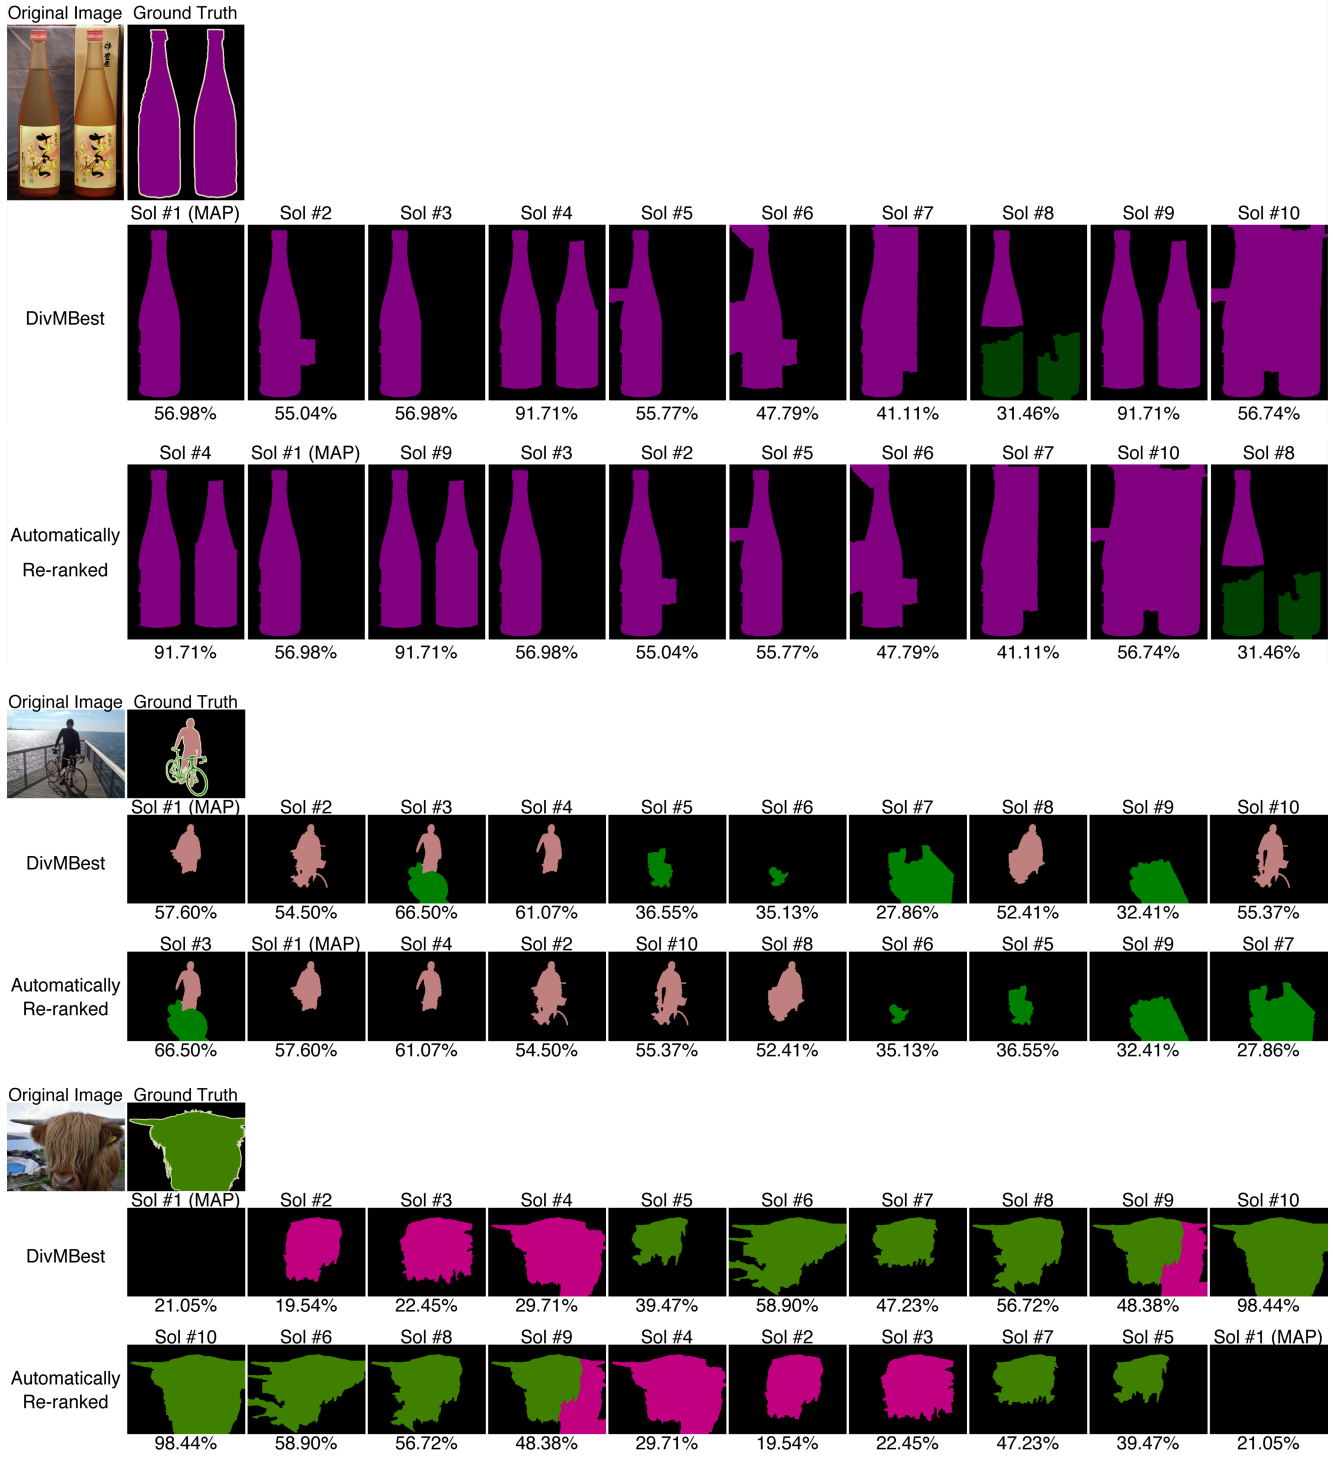 Original Image Ground Truth
Sol #1 (MAP) Sol #2 Sol #3 Sol #4 Sol #5 Sol #6 Sol #7 Sol #8 Sol #9 Sol #10
DivMBest
56.98% 55.04% 56.98% 91.71% 55.77% 47.79% 41.11% 31.46% 91.71% 56.74%
Sol #4 Sol #1 (MAP) Sol #9 Sol #3 Sol #2 Sol #5 Sol #6 Sol #7 Sol #10 Sol #8
Automatically
Re-ranked
91.71% 56.98% 91.71% 56.98% 55.04% 55.77% 47.79% 41.11% 56.74% 31.46%
Original Image Ground Truth
Sol #1 (MAP) Sol #2 Sol #3 Sol #4 Sol #5 Sol #6 Sol #7 Sol #8 Sol #9 Sol #10
DivMBest
57.60% 54.50% 66.50% 61.07% 36.55% 35.13% 27.86% 52.41% 32.41% 55.37%
Sol #3 Sol #1 (MAP) Sol #4 Sol #2 Sol #10 Sol #8 Sol #6 Sol #5 Sol #9 Sol #7
Automatically
Re-ranked
66.50% 57.60% 61.07% 54.50% 55.37% 52.41% 35.13% 36.55% 32.41% 27.86%
Original Image Ground Truth
Sol #1 (MAP) Sol #2 Sol #3 Sol #4 Sol #5 Sol #6 Sol #7 Sol #8 Sol #9 Sol #10
DivMBest
21.05% 19.54% 22.45% 29.71% 39.47% 58.90% 47.23% 56.72% 48.38% 98.44%
Sol #10 Sol #6 Sol #8 Sol #9 Sol #4 Sol #2 Sol #3 Sol #7 Sol #5 Sol #1 (MAP)
Automatically
Re-ranked
98.44% 58.90% 56.72% 48.38% 29.71% 19.54% 22.45% 47.23% 39.47% 21.05%